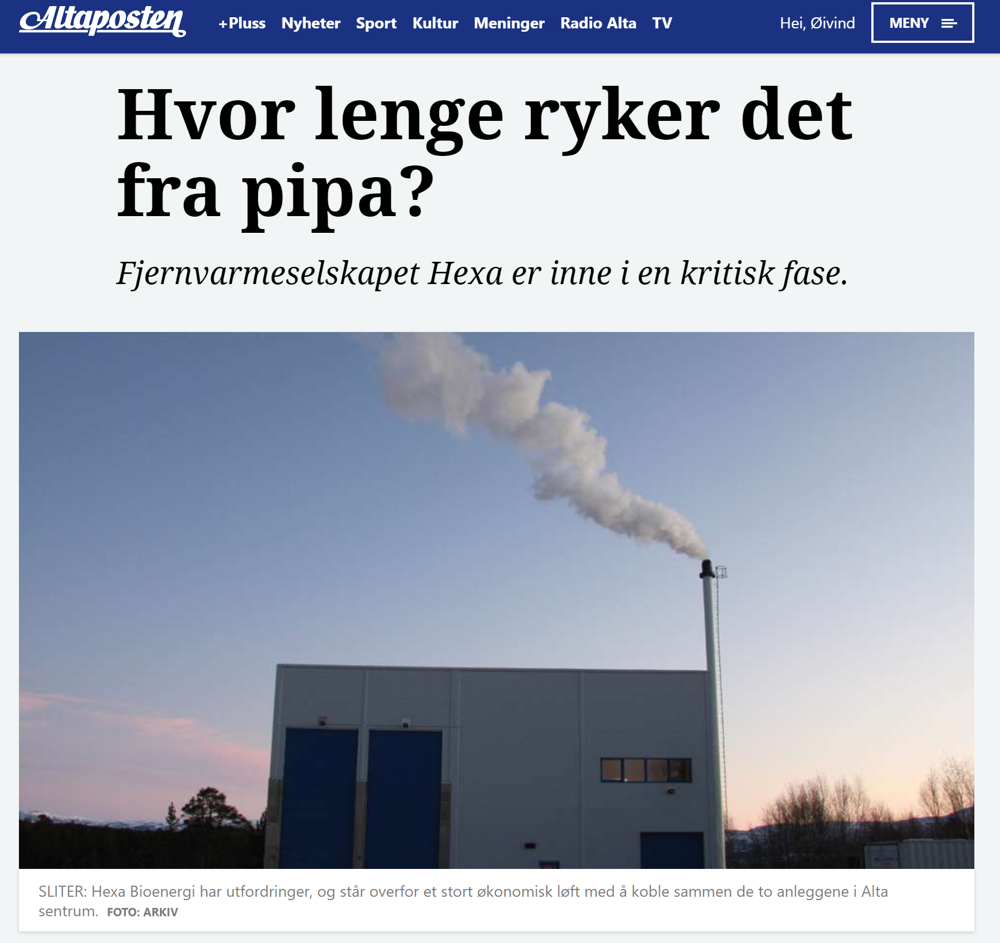 Altaposten
+Pluss Nyheter Sport Kultur Meninger Radio Alta TV
Hei, Øivind
MENY
Hvor lenge ryker det
fra pipa?
Fjernvarmeselskapet Hexa er inne i en kritisk fase.
SLITER: Hexa Bioenergi har utfordringer, og står overfor et stort økonomisk løft med å koble sammen de to anleggene i Alta
sentrum. FOTO: ARKIV